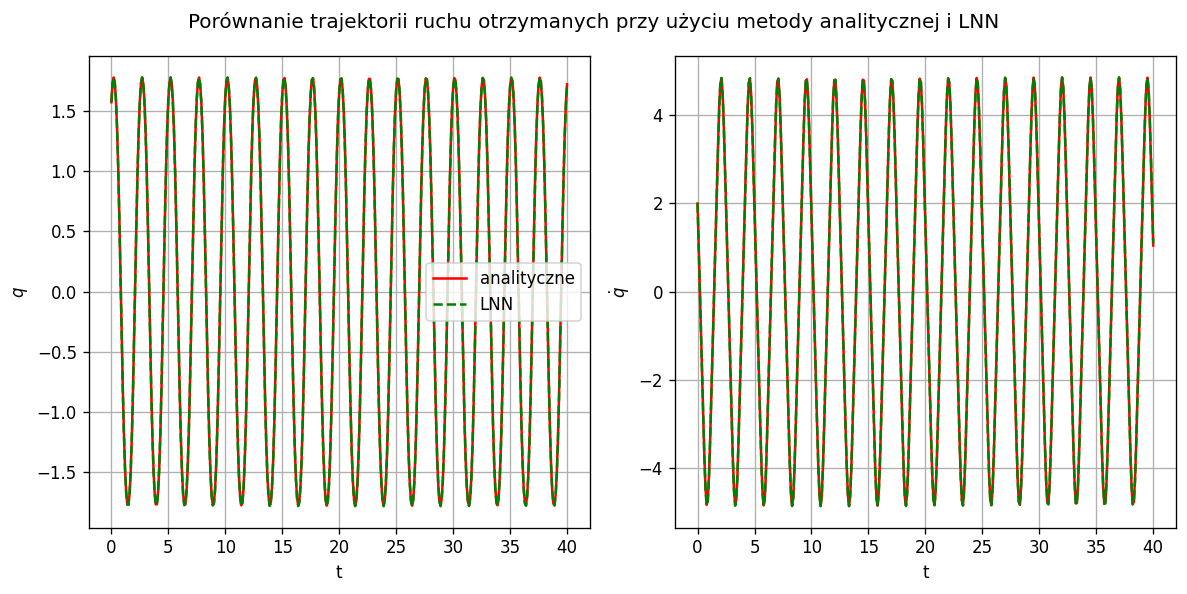 Porównanie trajektorii ruchu otrzymanych przy użyciu metody analitycznej i LNN
q
1.5
1.0
0.5
0.0
−0.5
−1.0
−1.5
0 5 10 15 20 25 30 35 40
t
analityczne
LNN
q̇
4
2
0
−2
−4
0 5 10 15 20 25 30 35 40
t